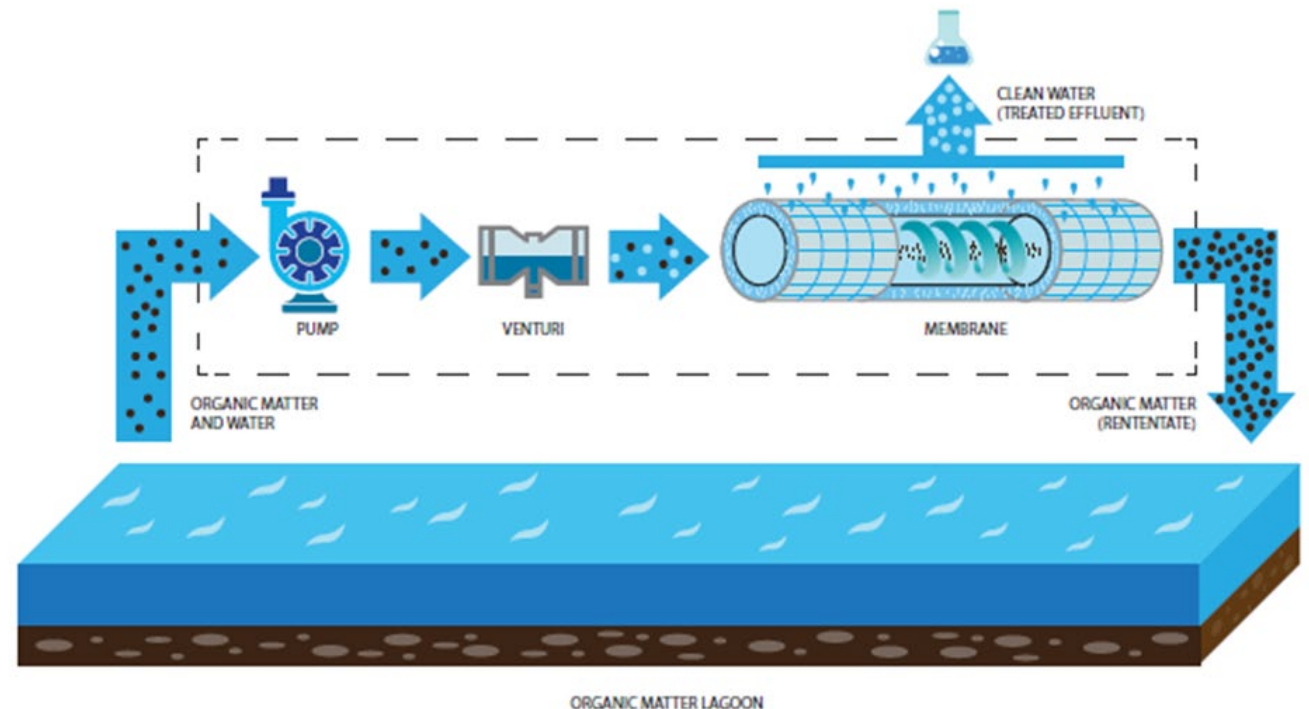 CLEAN WATER
(TREATED EFFLUENT)
PUMP
VENTURI
MEMBRANE
ORGANIC MATTER
AND WATER
ORGANIC MATTER
(RENTENTATE)
ORGANIC MATTER LAGOON